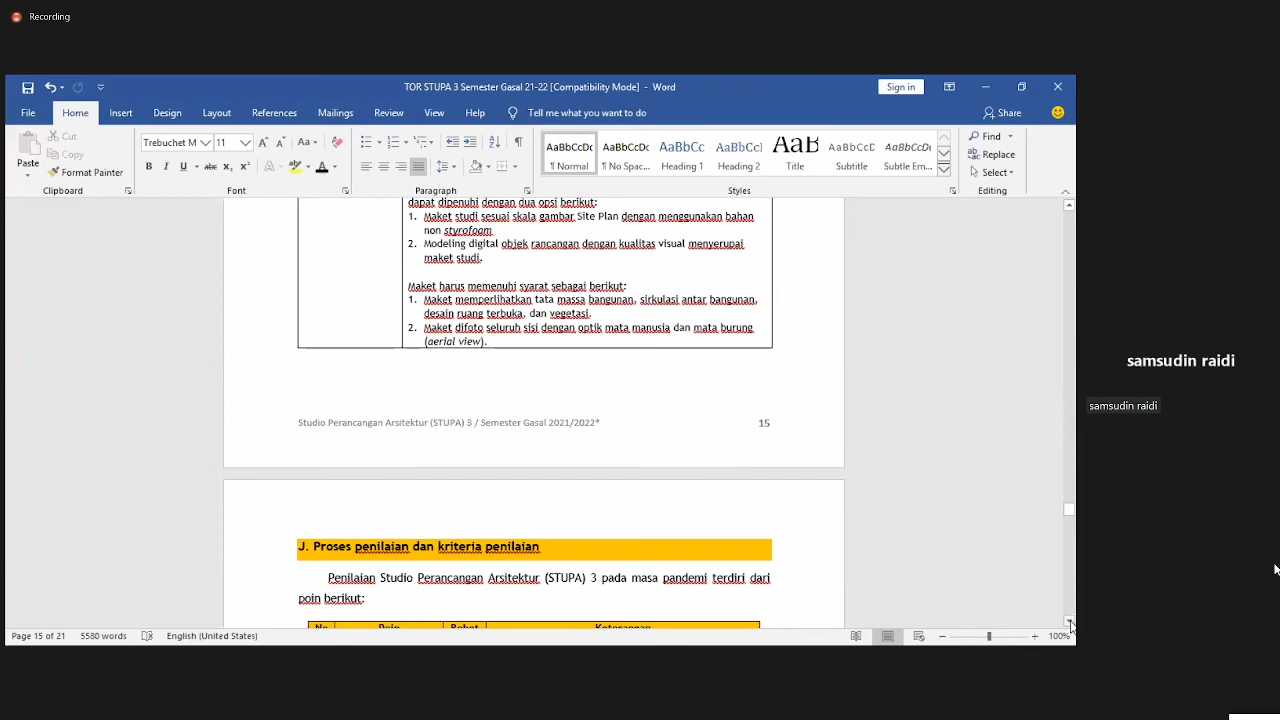 Recording
TOR STUPA 3 Semester Gasal 21-22 [Compatibility Mode] - Word
Sign in
File Home Insert Design Layout References Mailings Review View Help Tell me what you want to do Share
Paste
Cut
Copy
Format Painter
Clipboard
Trebuchet M 11
B I U abc
Font
Paragraph
AaBbCcDc AaBbCcDc AaBbCc AaBbCcl AaB AaBbCcD AaBbCcDc
¶ Normal ¶ No Spac... Heading 1 Heading 2 Title Subtitle Subtle Em...
Styles
Find
Replace
Select
Editing
dapat dipenuhi dengan dua opsi berikut:
1. Maket studi sesuai skala gambar Site Plan dengan menggunakan bahan
non styrofoam
2. Modeling digital objek rancangan dengan kualitas visual menyerupai
maket studi.
Maket harus memenuhi syarat sebagai berikut:
1. Maket memperlihatkan tata massa bangunan, sirkulasi antar bangunan,
desain ruang terbuka, dan vegetasi.
2. Maket difoto seluruh sisi dengan optik mata manusia dan mata burung
(aerial view).
Studio Perancangan Arsitektur (STUPA) 3 / Semester Gasal 2021/2022* 15
J. Proses penilaian dan kriteria penilaian
Penilaian Studio Perancangan Arsitektur (STUPA) 3 pada masa pandemi terdiri dari
poin berikut:
No Poin Bobot Keterangan
Page 15 of 21 5580 words English (United States) 100%
samsudin raidi
samsudin raidi